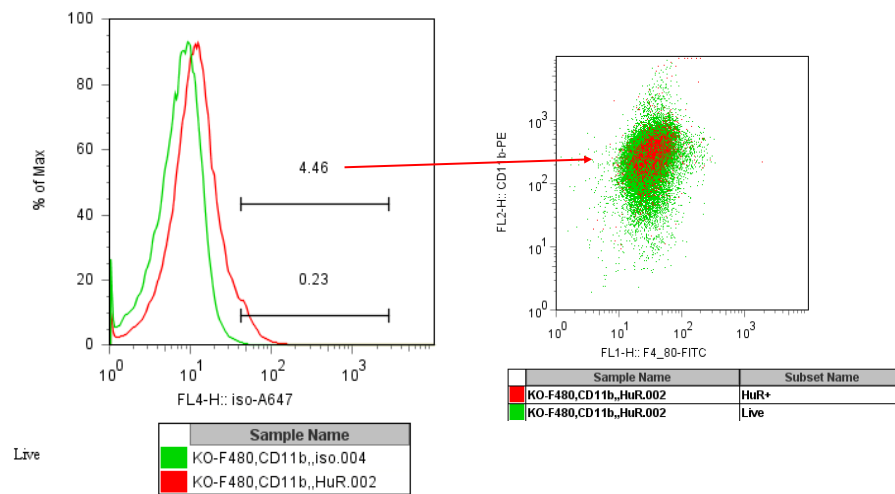 100
80
60
40
20
0
% of Max
4.46
0.23
10^0 10^1 10^2 10^3
FL4-H:: iso-A647
Live
Sample Name
KO-F480,CD11b,,iso.004
KO-F480,CD11b,,HuR.002
10^3
10^2
10^1
10^0
FL2-H:: CD11b-PE
10^0 10^1 10^2 10^3
FL1-H:: F4_80-FITC
Sample Name Subset Name
KO-F480,CD11b,,HuR.002 HuR+
KO-F480,CD11b,,HuR.002 Live